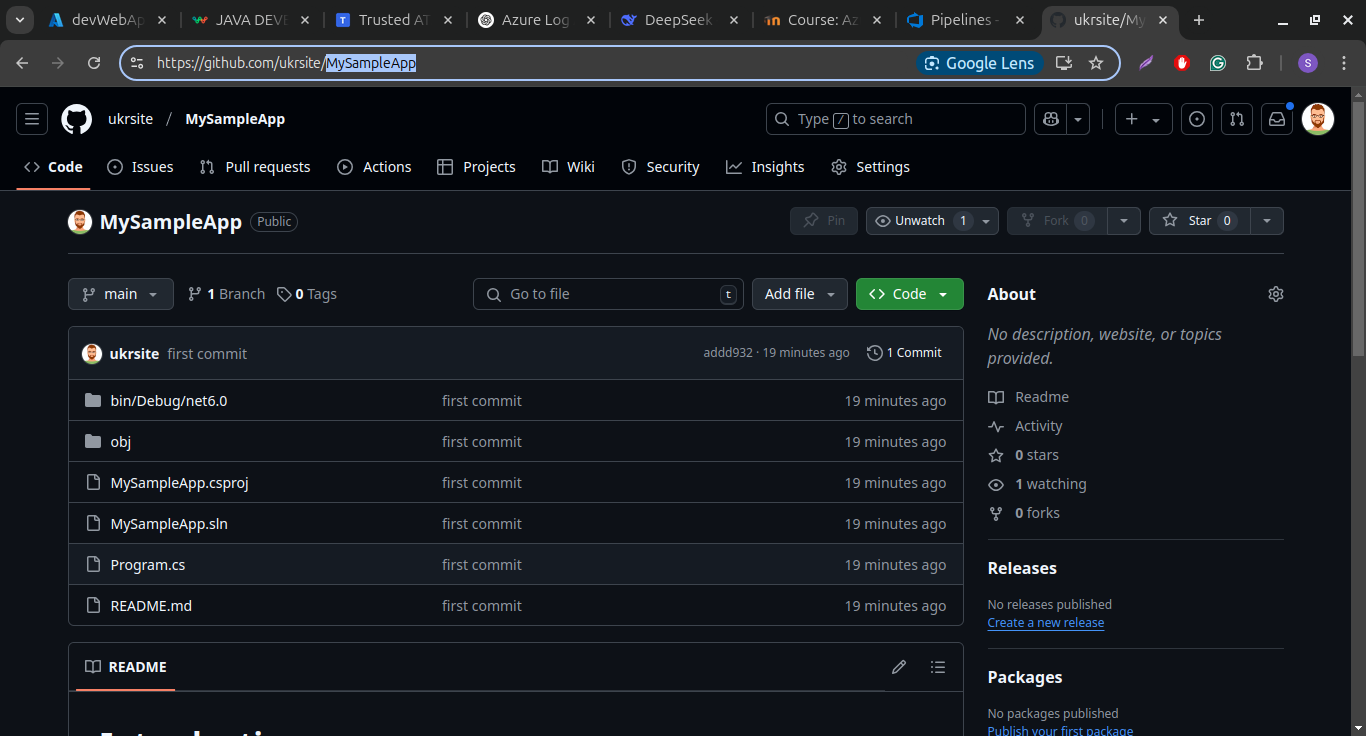 devWebAp
JAVA DEVE
Trusted AT
Azure Log
DeepSeek
Course: Az
Pipelines -
ukrsite/My
https://github.com/ukrsite/MySampleApp
Google Lens
S
ukrsite / MySampleApp
Type / to search
Code
Issues
Pull requests
Actions
Projects
Wiki
Security
Insights
Settings
MySampleApp Public
Pin
Unwatch 1
Fork 0
Star 0
main
1 Branch
0 Tags
Go to file t
Add file
Code
ukrsite first commit addd932 · 19 minutes ago 1 Commit
bin/Debug/net6.0 first commit 19 minutes ago
obj first commit 19 minutes ago
MySampleApp.csproj first commit 19 minutes ago
MySampleApp.sln first commit 19 minutes ago
Program.cs first commit 19 minutes ago
README.md first commit 19 minutes ago
README
About
No description, website, or topics
provided.
Readme
Activity
0 stars
1 watching
0 forks
Releases
No releases published
Create a new release
Packages
No packages published
Publish your first package